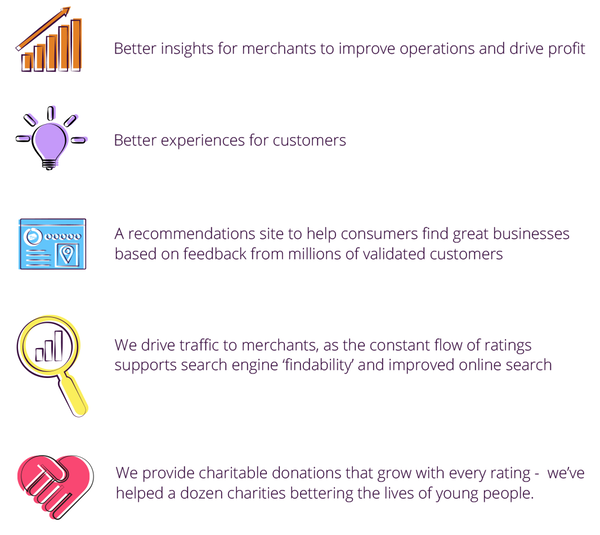 Better insights for merchants to improve operations and drive profit
Better experiences for customers
A recommendations site to help consumers find great businesses
based on feedback from millions of validated customers
We drive traffic to merchants, as the constant flow of ratings
supports search engine ‘findability’ and improved online search
We provide charitable donations that grow with every rating -  we’ve
helped a dozen charities bettering the lives of young people.